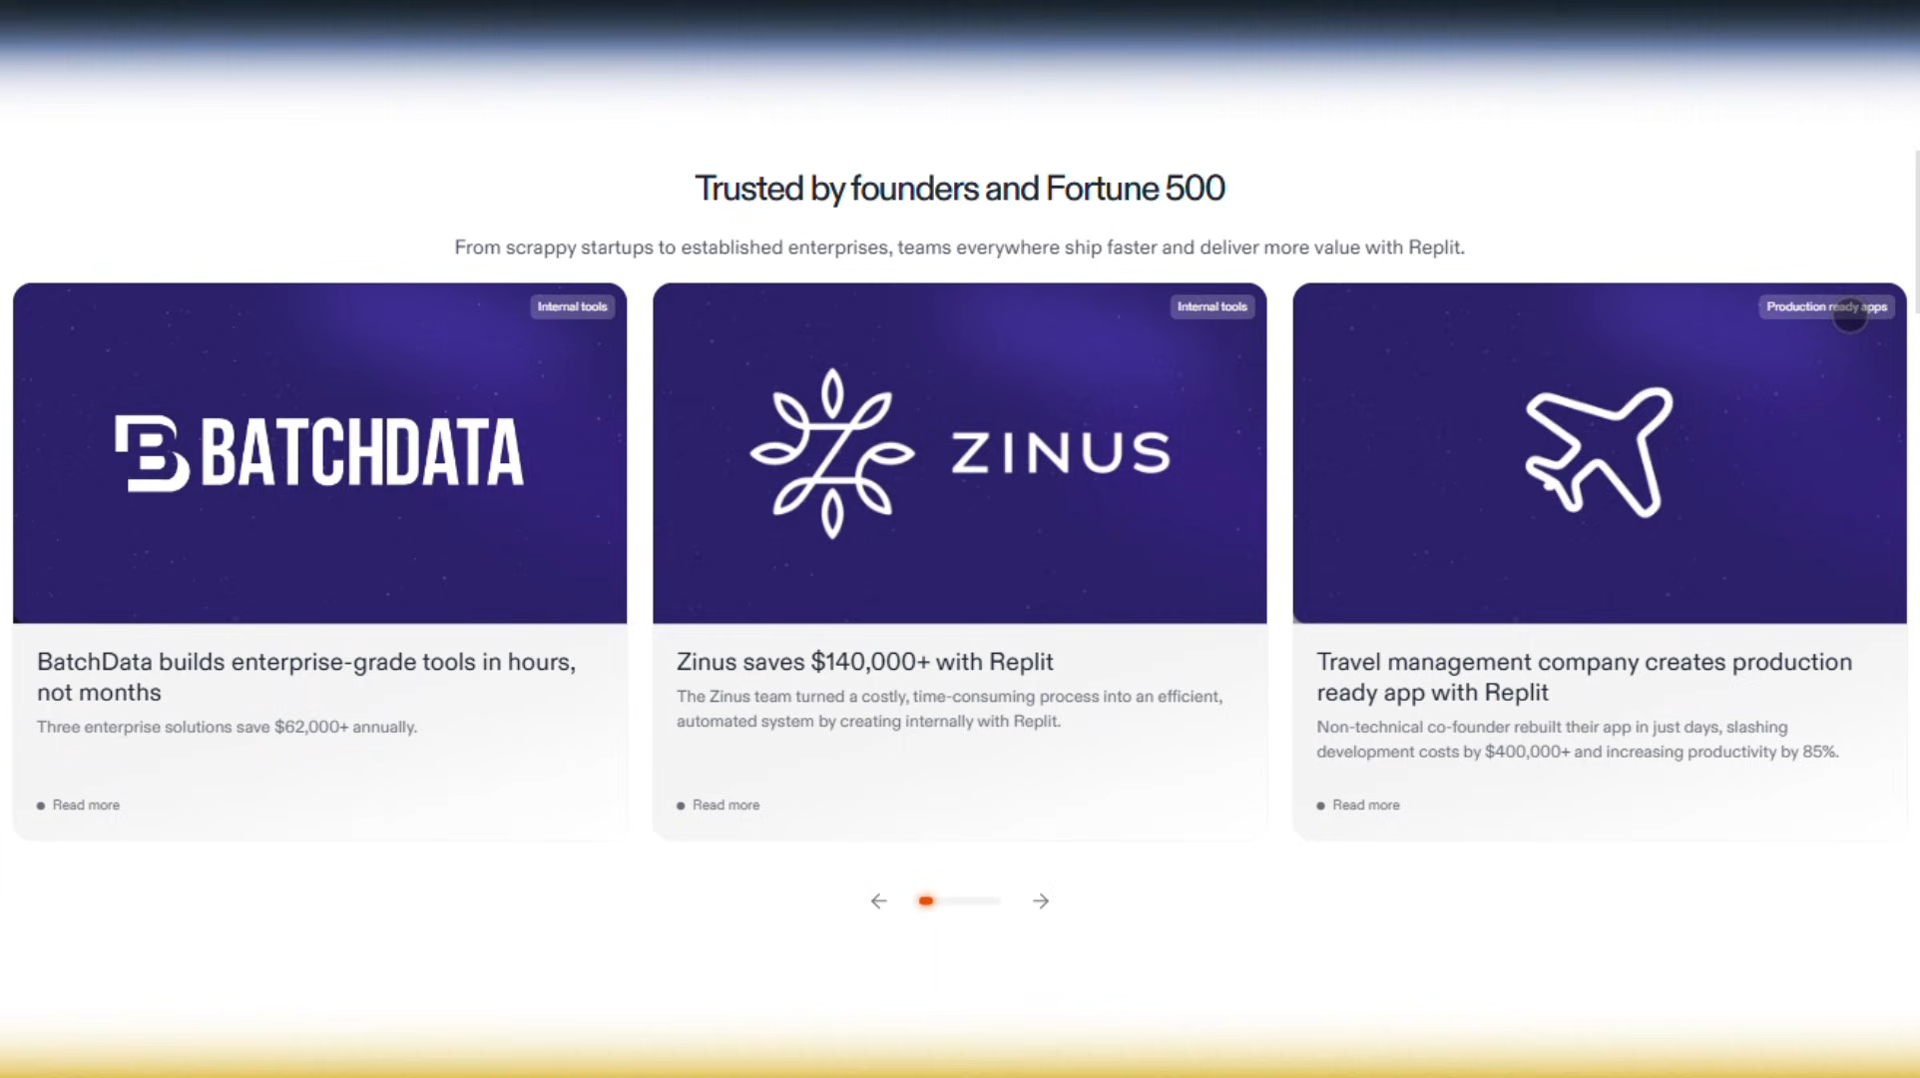 Trusted by founders and Fortune 500
From scrappy startups to established enterprises, teams everywhere ship faster and deliver more value with Replit.
Internal tools
BATCHDATA
BatchData builds enterprise-grade tools in hours,
not months
Three enterprise solutions save $62,000+ annually.
Read more
Internal tools
ZINUS
Zinus saves $140,000+ with Replit
The Zinus team turned a costly, time-consuming process into an efficient,
automated system by creating internally with Replit.
Read more
Production ready apps
Travel management company creates production
ready app with Replit
Non-technical co-founder rebuilt their app in just days, slashing
development costs by $400,000+ and increasing productivity by 85%.
Read more